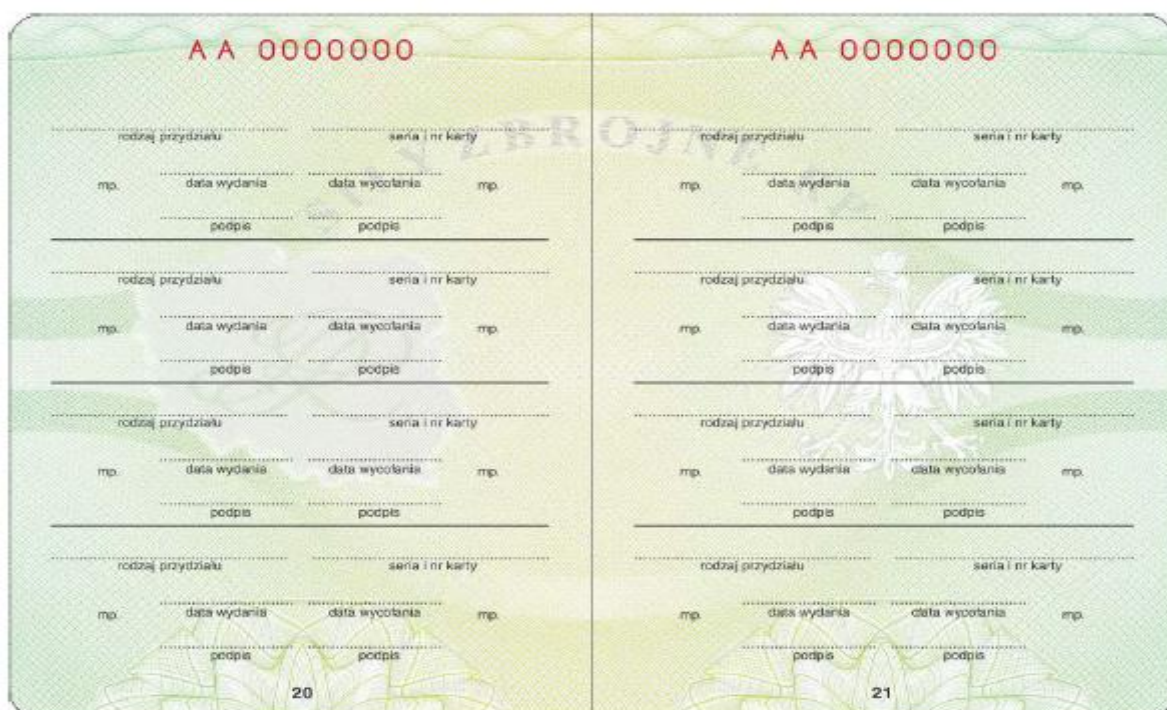 AA 0000000
SIŁY ZBROJNE RP
rodzaj przydziału seria i nr karty
mp. data wydania data wycofania mp.
podpis podpis
rodzaj przydziału seria i nr karty
mp. data wydania data wycofania mp.
podpis podpis
rodzaj przydziału seria i nr karty
mp. data wydania data wycofania mp.
podpis podpis
rodzaj przydziału seria i nr karty
mp. data wydania data wycofania mp.
podpis podpis
20
AA 0000000
rodzaj przydziału seria i nr karty
mp. data wydania data wycofania mp.
podpis podpis
rodzaj przydziału seria i nr karty
mp. data wydania data wycofania mp.
podpis podpis
rodzaj przydziału seria i nr karty
mp. data wydania data wycofania mp.
podpis podpis
rodzaj przydziału seria i nr karty
mp. data wydania data wycofania mp.
podpis podpis
21